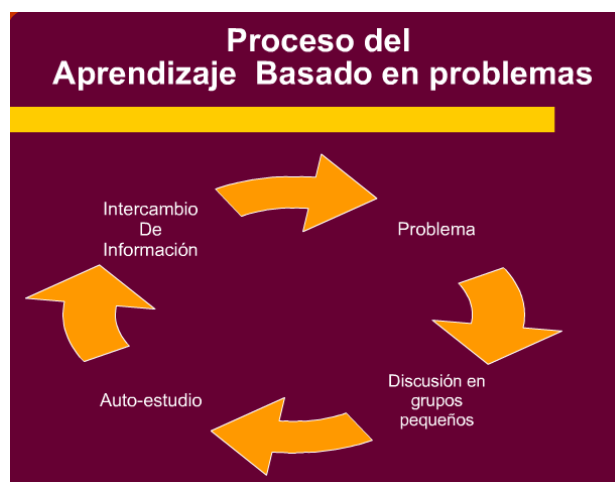 Proceso del
Aprendizaje Basado en problemas
Intercambio
De
Información
Problema
Discusión en
grupos
pequeños
Auto-estudio